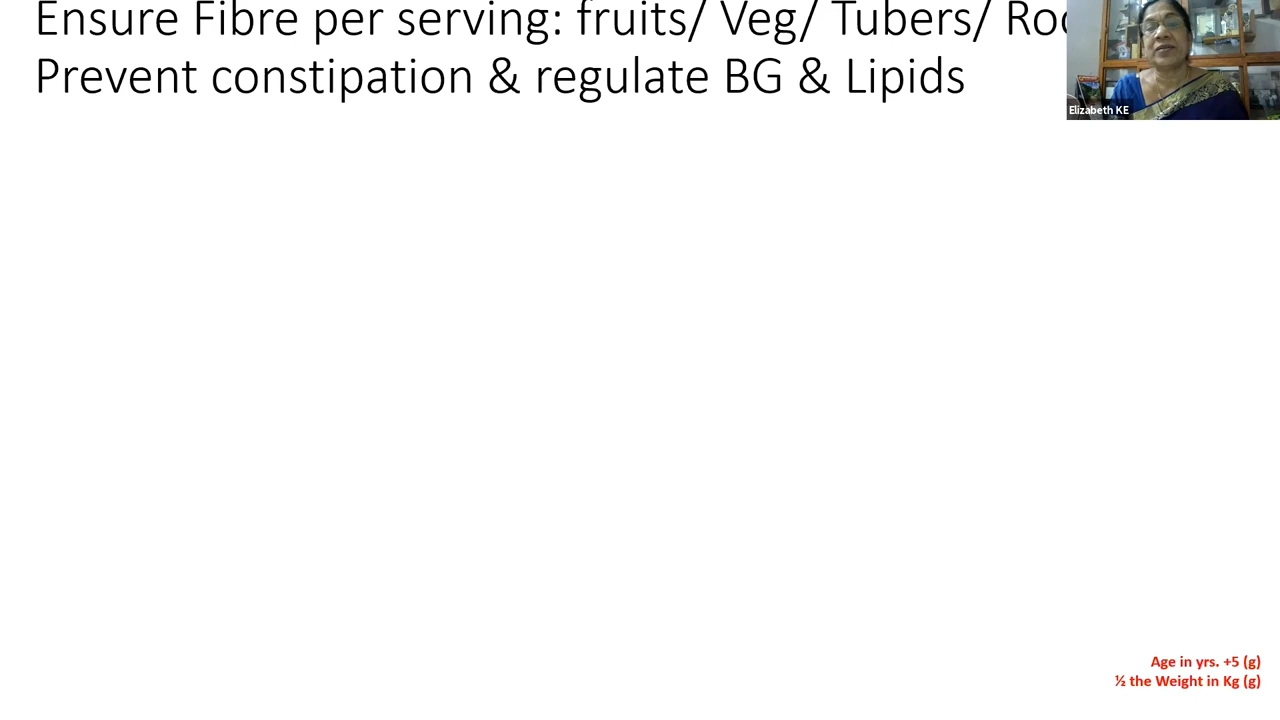 Ensure Fibre per serving: fruits/ Veg/ Tubers/
Prevent constipation & regulate BG & Lipids
Elizabeth KE
Age in yrs. +5 (g)
½ the Weight in Kg (g)